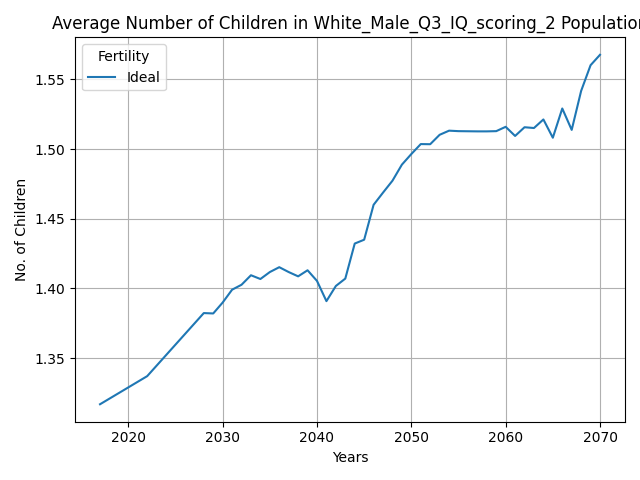 Average Number of Children in White_Male_Q3_IQ_scoring_2 Population
Fertility
Ideal
No. of Children
1.55
1.50
1.45
1.40
1.35
2020 2030 2040 2050 2060 2070
Years